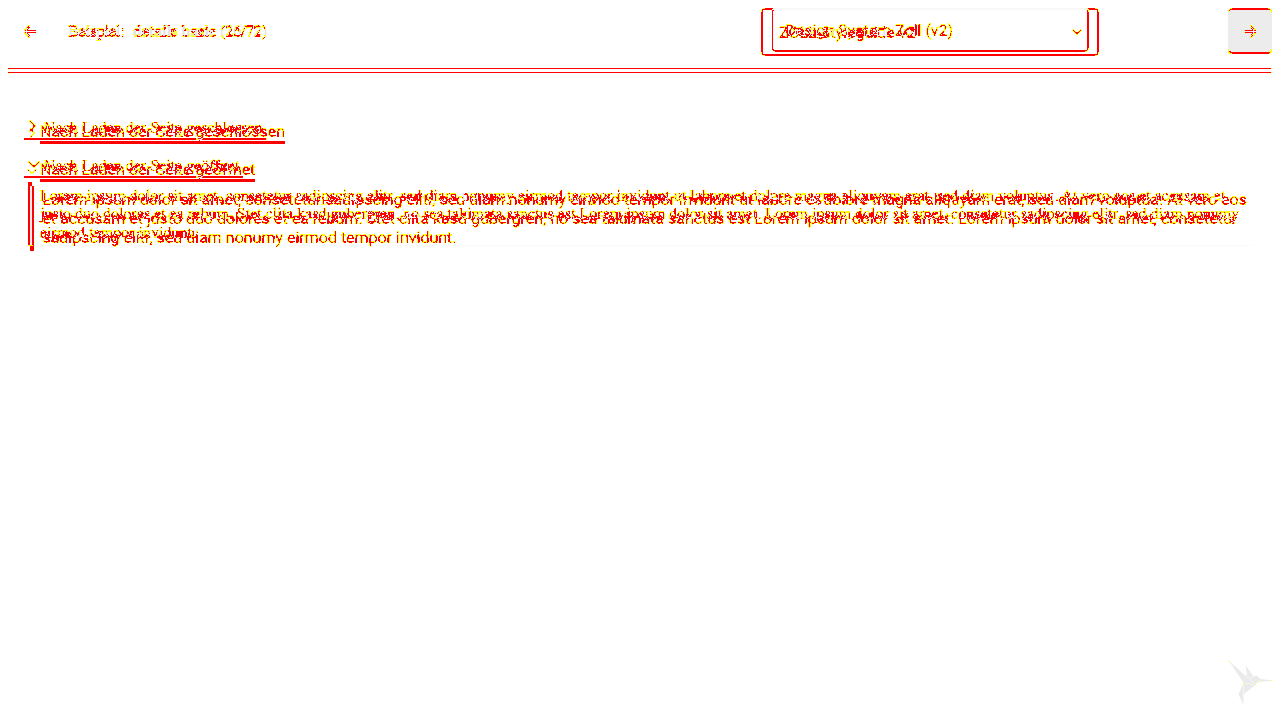 Beispiel: details basic (26/72)
Design System Zoll (v2)
Nach Laden der Seite geschlossen
Nach Laden der Seite geöffnet
Lorem ipsum dolor sit amet, consetetur sadipscing elitr, sed diam nonumy eirmod tempor invidunt ut labore et dolore magna aliquyam erat, sed diam voluptua. At vero eos
et accusam et justo duo dolores et ea rebum. Stet clita kasd gubergren, no sea takimata sanctus est Lorem ipsum dolor sit amet. Lorem ipsum dolor sit amet, consetetur
sadipscing elitr, sed diam nonumy eirmod tempor invidunt.